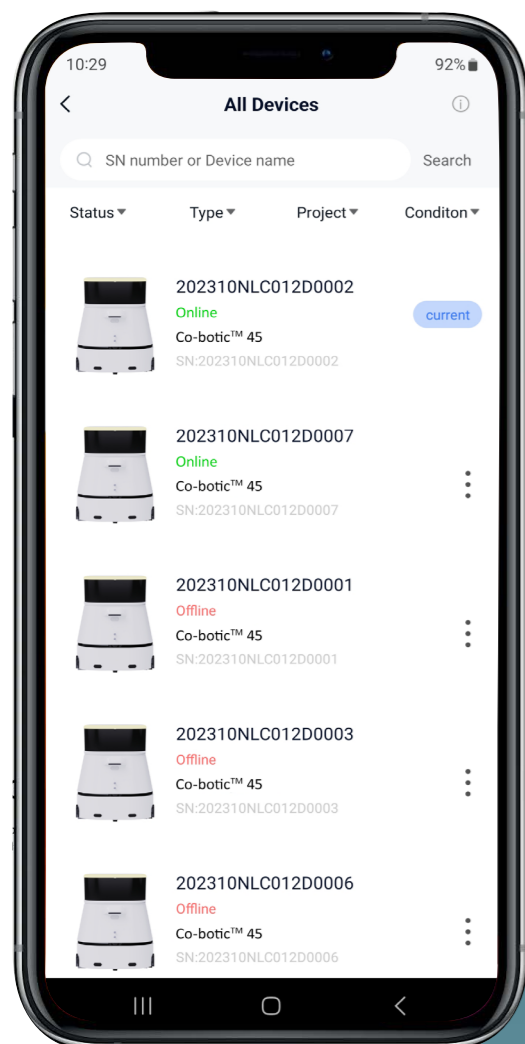 10:29 92%
All Devices
SN number or Device name Search
Status Type Project Conditon
202310NLC012D0002
Online
current
Co-botic™ 45
SN:202310NLC012D0002
202310NLC012D0007
Online
Co-botic™ 45
SN:202310NLC012D0007
202310NLC012D0001
Offline
Co-botic™ 45
SN:202310NLC012D0001
202310NLC012D0003
Offline
Co-botic™ 45
SN:202310NLC012D0003
202310NLC012D0006
Offline
Co-botic™ 45
SN:202310NLC012D0006